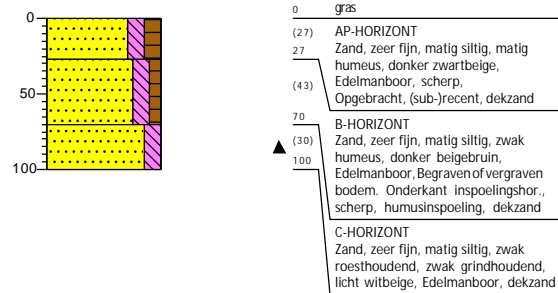 0
50
100
0 gras
(27) AP-HORIZONT
27 Zand, zeer fijn, matig siltig, matig
humeus, donker zwartbeige,
(43) Edelmanboor, scherp,
Opgebracht, (sub-)recent, dekzand
70 B-HORIZONT
(30) Zand, zeer fijn, matig siltig, zwak
100 humeus, donker beigebruin,
Edelmanboor, Begraven of vergraven
bodem. Onderkant inspoelingshor.,
scherp, humusinspoeling, dekzand
C-HORIZONT
Zand, zeer fijn, matig siltig, zwak
roesthoudend, zwak grindhoudend,
licht witbeige, Edelmanboor, dekzand